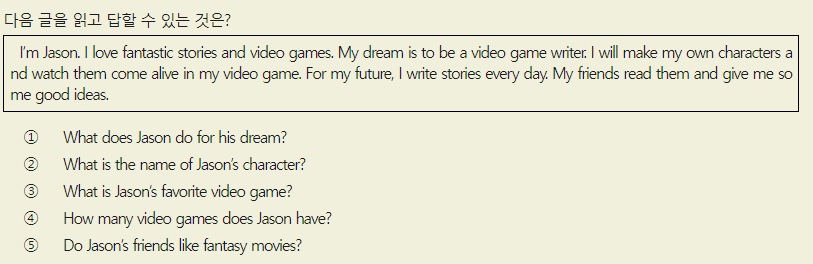 다음 글을 읽고 답할 수 있는 것은?
I'm Jason. I love fantastic stories and video games. My dream is to be a video game writer. I will make my own characters a
nd watch them come alive in my video game. For my future, I write stories every day. My friends read them and give me so
me good ideas.
① What does Jason do for his dream?
② What is the name of Jason's character?
③ What is Jason's favorite video game?
④ How many video games does Jason have?
⑤ Do Jason's friends like fantasy movies?